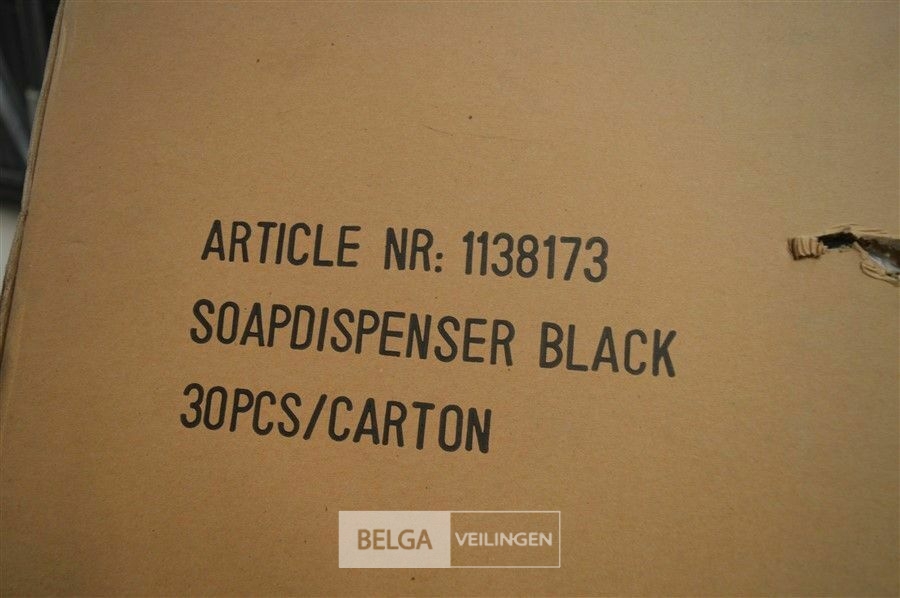 ARTICLE NR: 1138173
SOAPDISPENSER BLACK
30PCS/CARTON
BELGA VEILINGEN